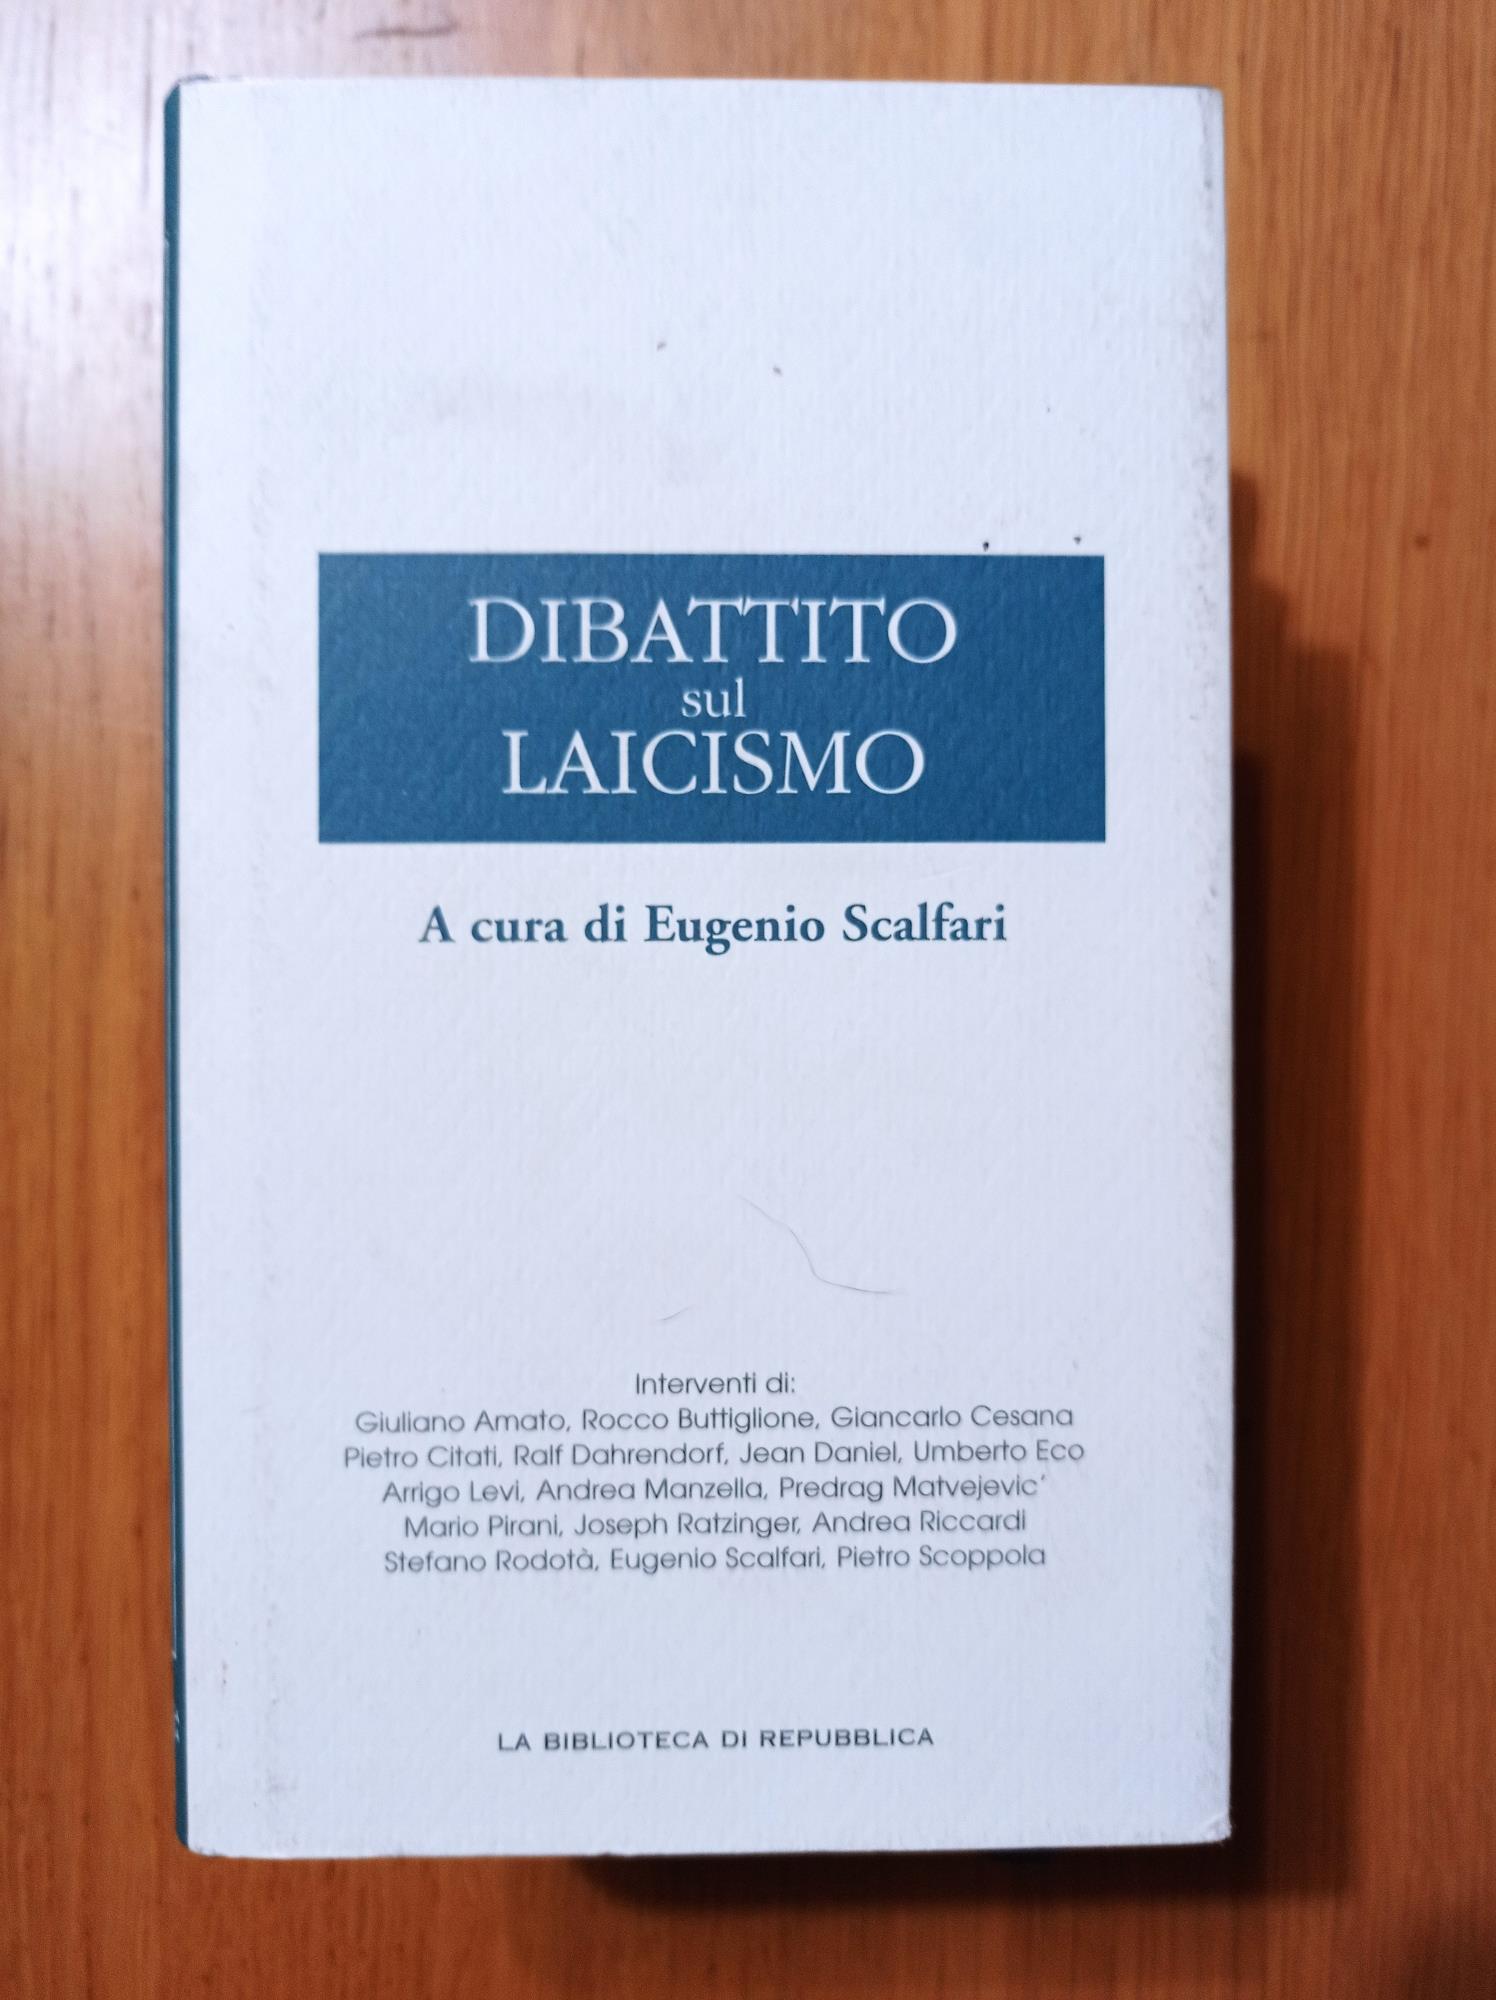 DIBATTITO
sul
LAICISMO
A cura di Eugenio Scalfari
Interventi di:
Giuliano Amato, Rocco Buttiglione, Giancarlo Cesana
Pietro Citati, Ralf Dahrendorf, Jean Daniel, Umberto Eco
Arrigo Levi, Andrea Manzella, Predrag Matvejevic´
Mario Pirani, Joseph Ratzinger, Andrea Riccardi
Stefano Rodotà, Eugenio Scalfari, Pietro Scoppola
LA BIBLIOTECA DI REPUBBLICA